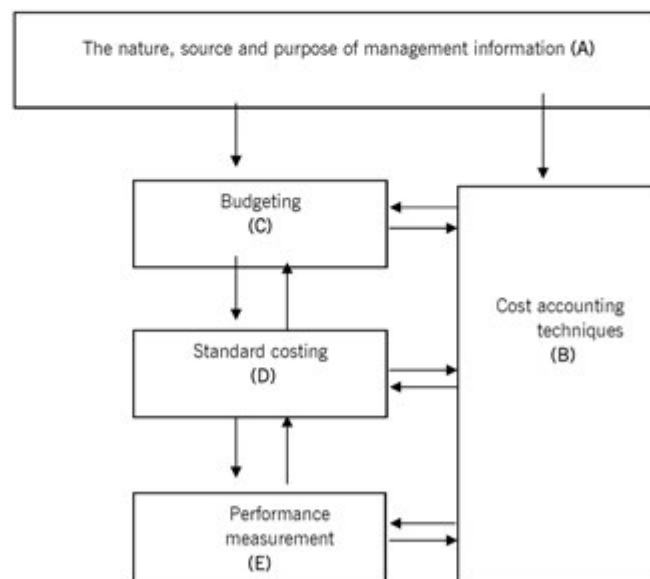 The nature, source and purpose of management information (A)
Budgeting
(C)
Cost accounting
techniques
(B)
Standard costing
(D)
Performance
measurement
(E)